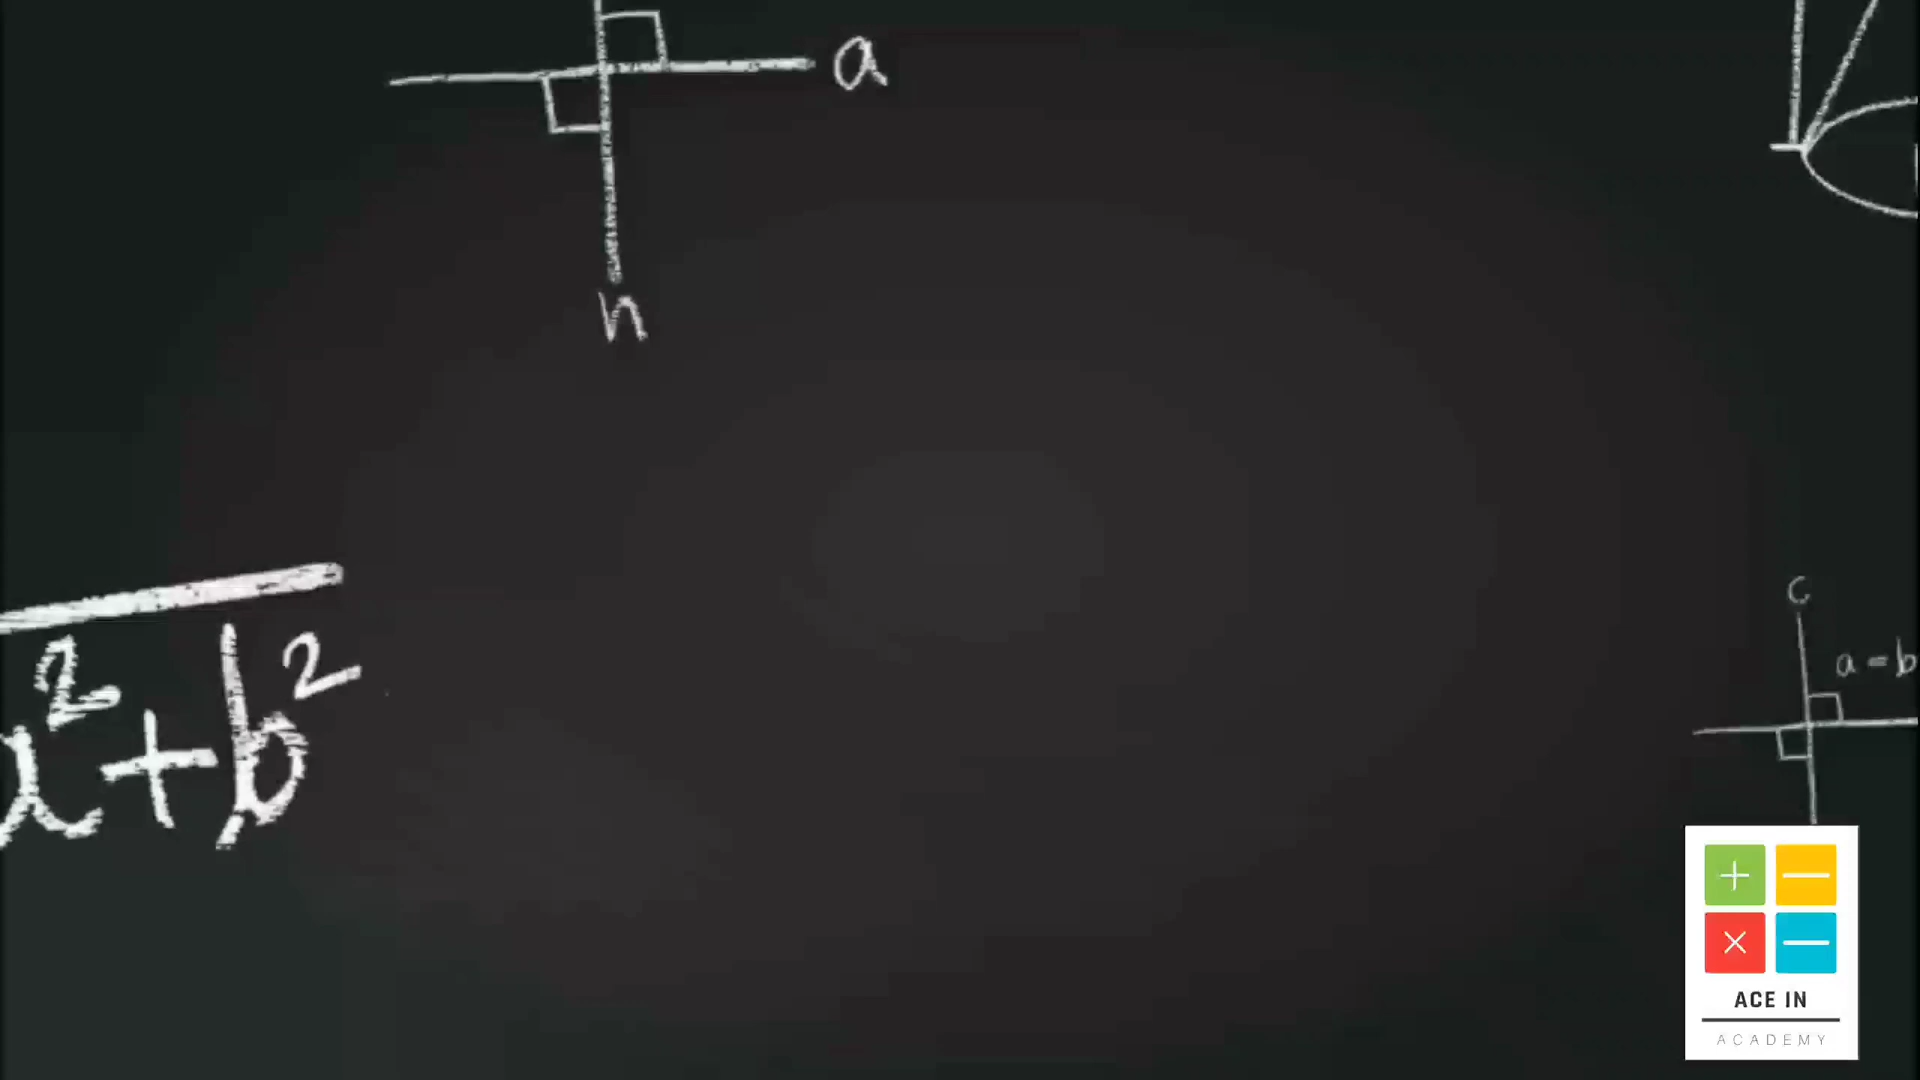 a
n
c
a = b
a² + b²
ACE IN
ACADEMY